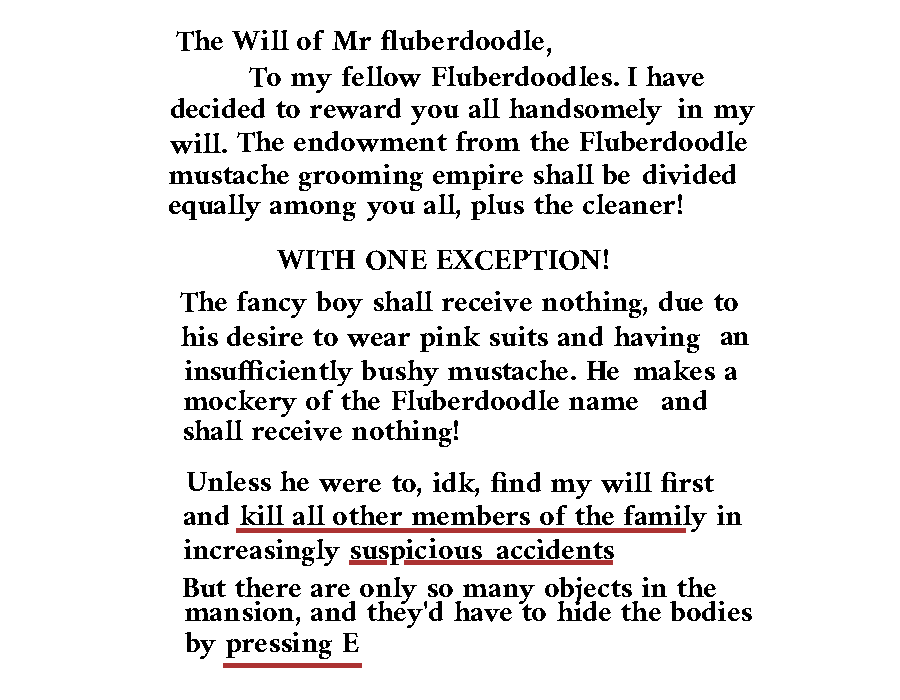 The Will of Mr fluberdoodle,
To my fellow Fluberdoodles. I have
decided to reward you all handsomely in my
will. The endowment from the Fluberdoodle
mustache grooming empire shall be divided
equally among you all, plus the cleaner!
WITH ONE EXCEPTION!
The fancy boy shall receive nothing, due to
his desire to wear pink suits and having an
insufficiently bushy mustache. He makes a
mockery of the Fluberdoodle name and
shall receive nothing!
Unless he were to, idk, find my will first
and kill all other members of the family in
increasingly suspicious accidents
But there are only so many objects in the
mansion, and they'd have to hide the bodies
by pressing E